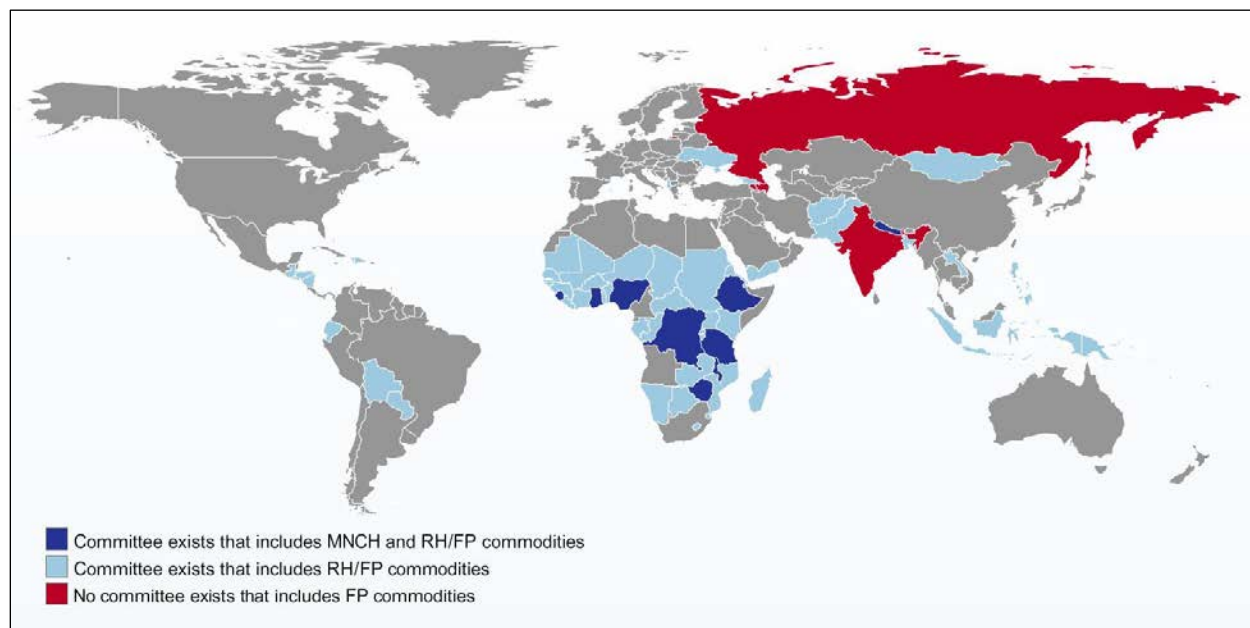 Committee exists that includes MNCH and RH/FP commodities
Committee exists that includes RH/FP commodities
No committee exists that includes FP commodities